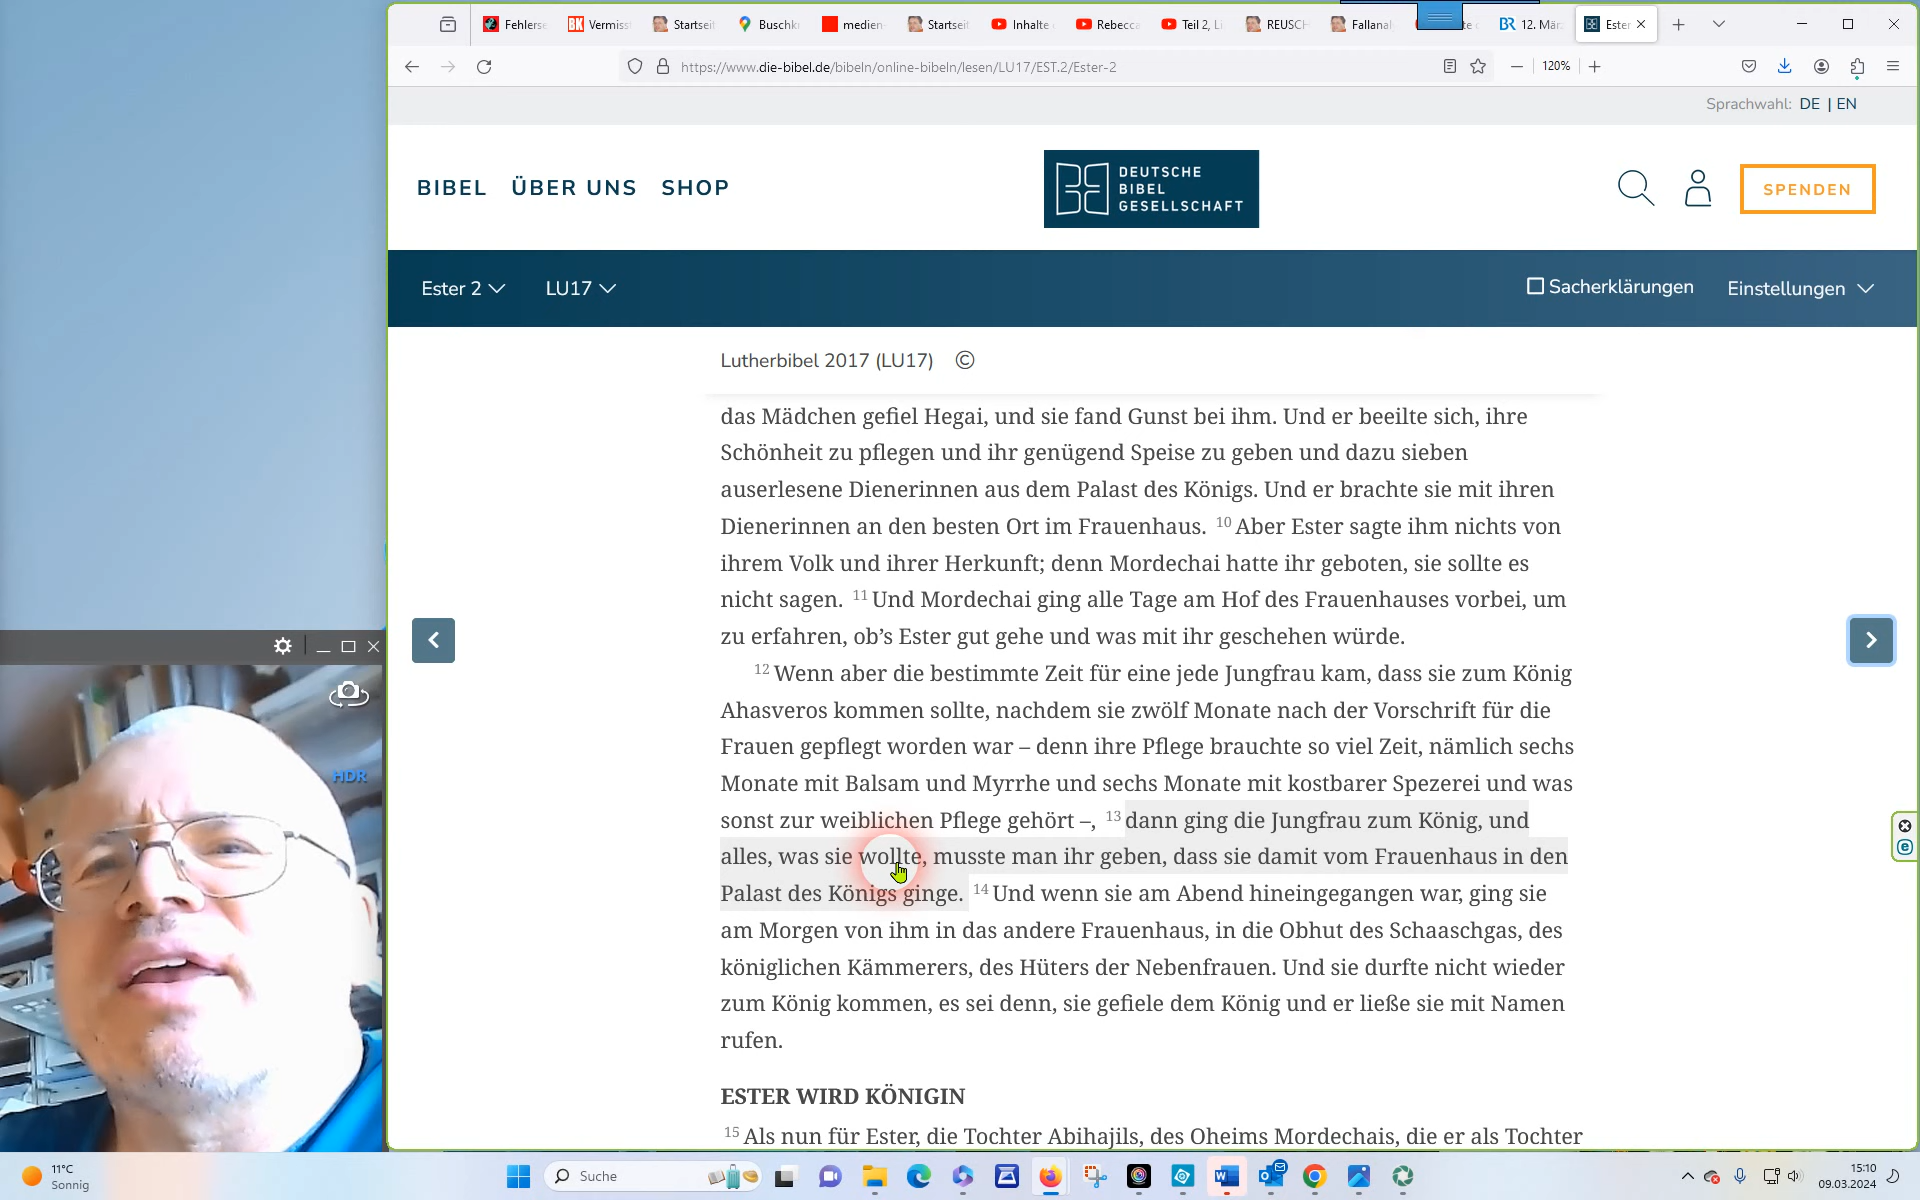 Fehlerse
Vermisst
Startseit
Buschkr
medien-
Startseit
Inhalte
Rebecca
Teil 2, Li
REUSCH
Fallanal
BR 12. Mär
Ester
https://www.die-bibel.de/bibeln/online-bibeln/lesen/LU17/EST.2/Ester-2
120%
Sprachwahl: DE | EN
BIBEL ÜBER UNS SHOP
DEUTSCHE
BIBEL
GESELLSCHAFT
SPENDEN
Ester 2
LU17
Sacherklärungen
Einstellungen
Lutherbibel 2017 (LU17) ©
das Mädchen gefiel Hegai, und sie fand Gunst bei ihm. Und er beeilte sich, ihre
Schönheit zu pflegen und ihr genügend Speise zu geben und dazu sieben
auserlesene Dienerinnen aus dem Palast des Königs. Und er brachte sie mit ihren
Dienerinnen an den besten Ort im Frauenhaus. 10 Aber Ester sagte ihm nichts von
ihrem Volk und ihrer Herkunft; denn Mordechai hatte ihr geboten, sie sollte es
nicht sagen. 11 Und Mordechai ging alle Tage am Hof des Frauenhauses vorbei, um
zu erfahren, ob’s Ester gut gehe und was mit ihr geschehen würde.
12 Wenn aber die bestimmte Zeit für eine jede Jungfrau kam, dass sie zum König
Ahasveros kommen sollte, nachdem sie zwölf Monate nach der Vorschrift für die
Frauen gepflegt worden war – denn ihre Pflege brauchte so viel Zeit, nämlich sechs
Monate mit Balsam und Myrrhe und sechs Monate mit kostbarer Spezerei und was
sonst zur weiblichen Pflege gehört –, 13 dann ging die Jungfrau zum König, und
alles, was sie wollte, musste man ihr geben, dass sie damit vom Frauenhaus in den
Palast des Königs ginge. 14 Und wenn sie am Abend hineingegangen war, ging sie
am Morgen von ihm in das andere Frauenhaus, in die Obhut des Schaaschgas, des
königlichen Kämmerers, des Hüters der Nebenfrauen. Und sie durfte nicht wieder
zum König kommen, es sei denn, sie gefiele dem König und er ließe sie mit Namen
rufen.
ESTER WIRD KÖNIGIN
15 Als nun für Ester, die Tochter Abihajils, des Oheims Mordechais, die er als Tochter
HDR
11°C
Sonnig
Suche
15:10
09.03.2024